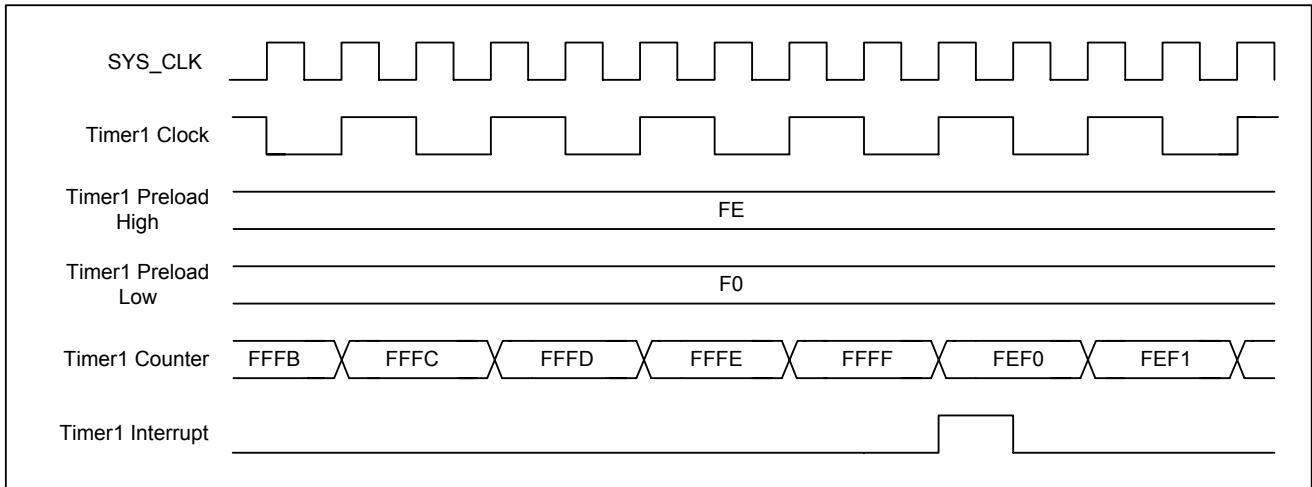 SYS_CLK
Timer1 Clock
Timer1 Preload
High
FE
Timer1 Preload
Low
F0
Timer1 Counter FFFB FFFC FFFD FFFE FFFF FEF0 FEF1
Timer1 Interrupt